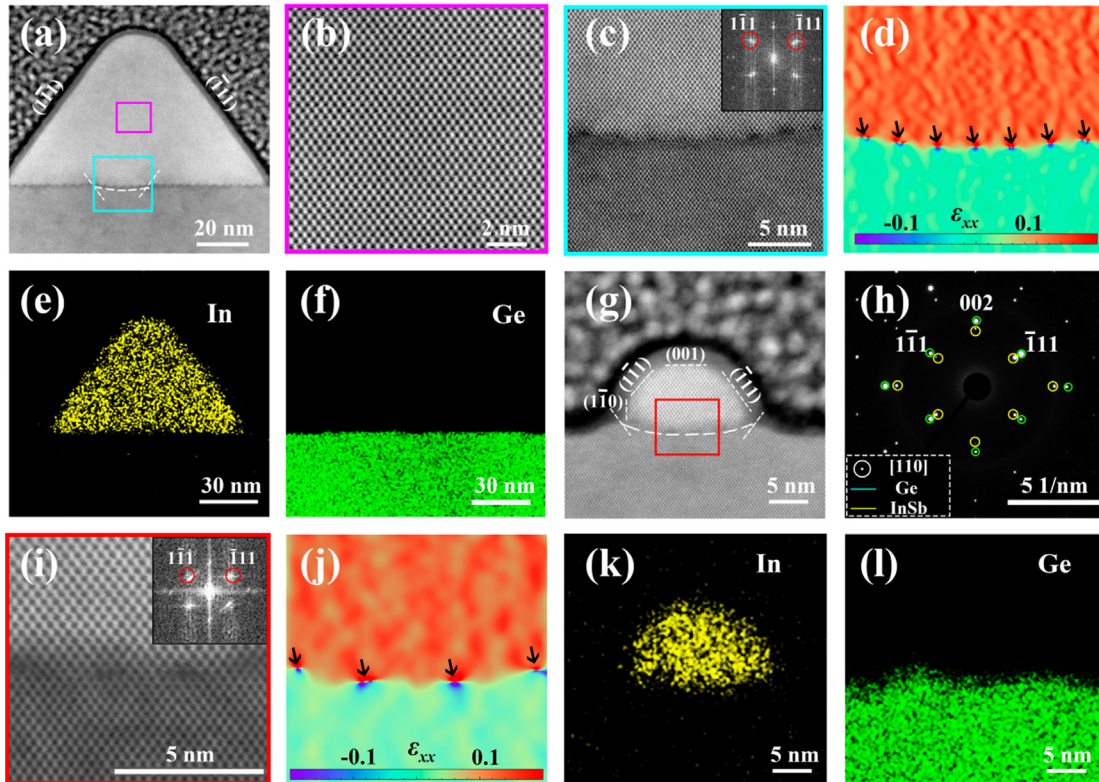 (a)
(11̅1)
(1̅11)
20 nm
(b)
2 nm
(c)
11̅1
1̅11
5 nm
(d)
-0.1
εxx
0.1
(e)
In
30 nm
(f)
Ge
30 nm
(g)
(001)
(1̅11)
(11̅0)
5 nm
(h)
002
11̅1
1̅11
[110]
Ge
InSb
5 1/nm
(i)
11̅1
1̅11
5 nm
(j)
-0.1
εxx
0.1
(k)
In
5 nm
(l)
Ge
5 nm